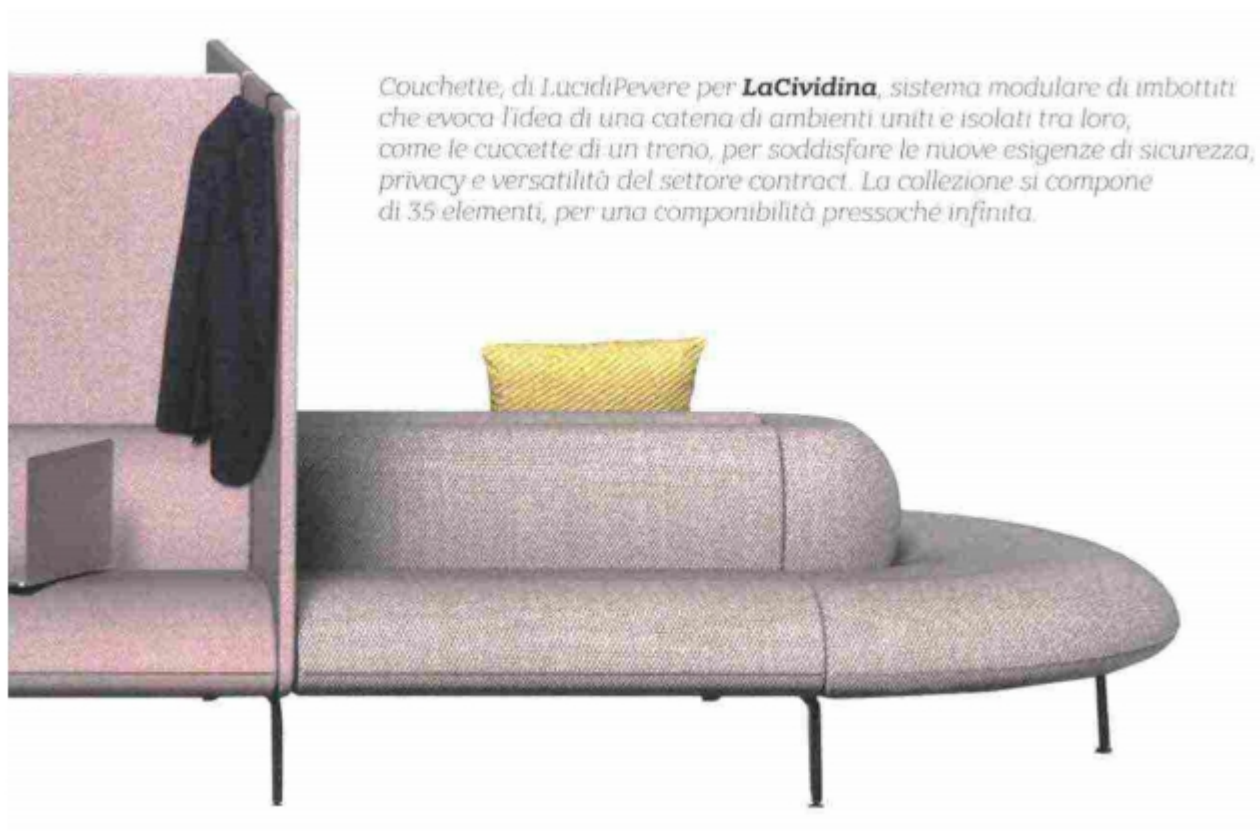 Couchette, di LucidiPevere per LaCividina, sistema modulare di imbottiti
che evoca l'idea di una catena di ambienti uniti e isolati tra loro,
come le cuccette di un treno, per soddisfare le nuove esigenze di sicurezza,
privacy e versatilità del settore contract. La collezione si compone
di 35 elementi, per una componibilità pressoché infinita.